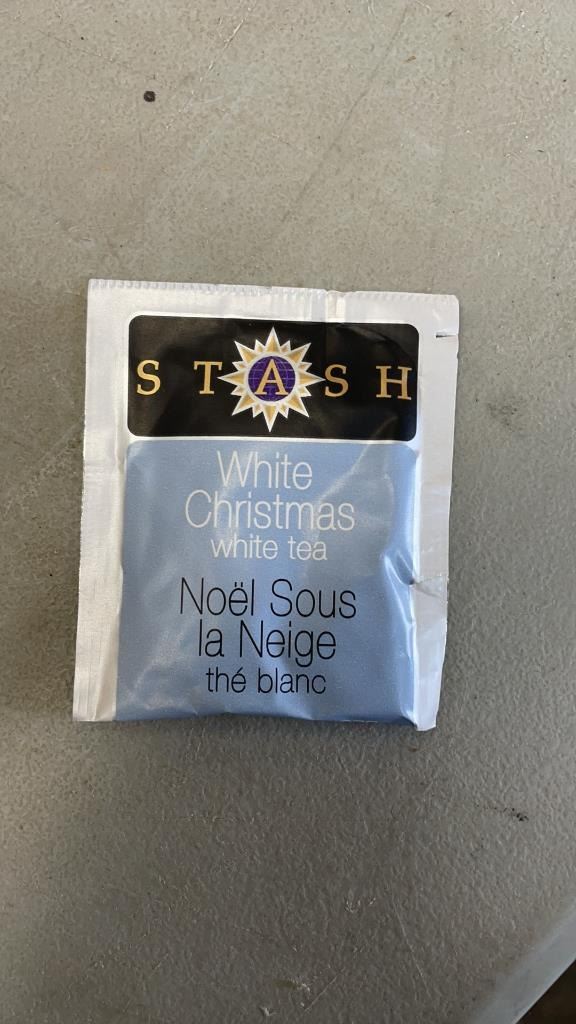 STASH
White
Christmas
white tea
Noël Sous
la Neige
thé blanc